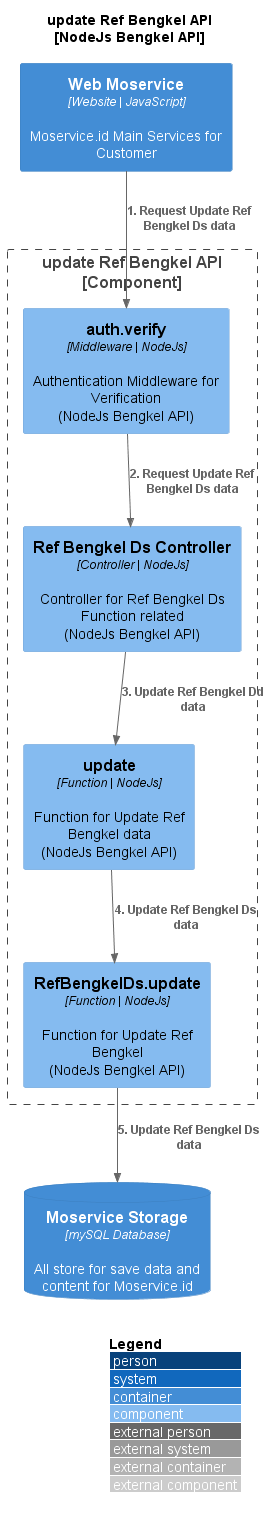 update Ref Bengkel API
[NodeJs Bengkel API]
Web Moservice
[Website | JavaScript]
Moservice.id Main Services for
Customer
1. Request Update Ref
Bengkel Ds data
update Ref Bengkel API
[Component]
auth.verify
[Middleware | NodeJs]
Authentication Middleware for
Verification
(NodeJs Bengkel API)
2. Request Update Ref
Bengkel Ds data
Ref Bengkel Ds Controller
[Controller | NodeJs]
Controller for Ref Bengkel Ds
Function related
(NodeJs Bengkel API)
3. Update Ref Bengkel Dd
data
update
[Function | NodeJs]
Function for Update Ref
Bengkel data
(NodeJs Bengkel API)
4. Update Ref Bengkel Ds
data
RefBengkelDs.update
[Function | NodeJs]
Function for Update Ref
Bengkel
(NodeJs Bengkel API)
5. Update Ref Bengkel Ds
data
Moservice Storage
[mySQL Database]
All store for save data and
content for Moservice.id
Legend
person
system
container
component
external person
external system
external container
external component